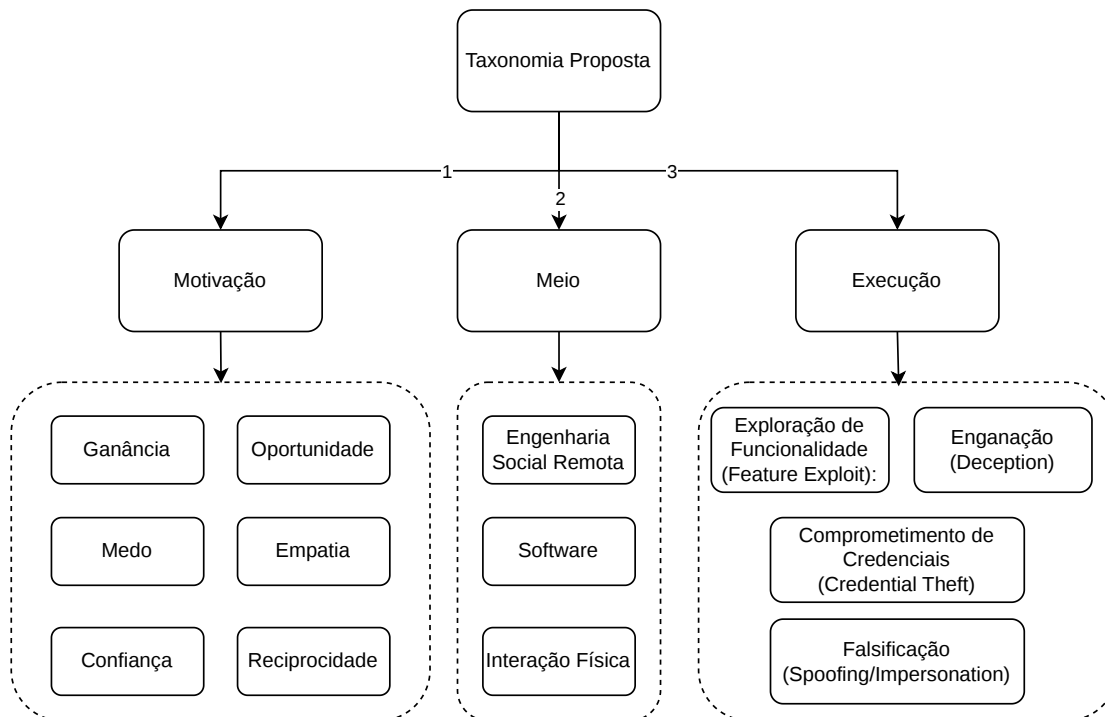 Taxonomia Proposta
1
2
3
Motivação
Meio
Execução
Ganância
Oportunidade
Medo
Empatia
Confiança
Reciprocidade
Engenharia
Social Remota
Software
Interação Física
Exploração de
Funcionalidade
(Feature Exploit):
Enganação
(Deception)
Comprometimento de
Credenciais
(Credential Theft)
Falsificação
(Spoofing/Impersonation)